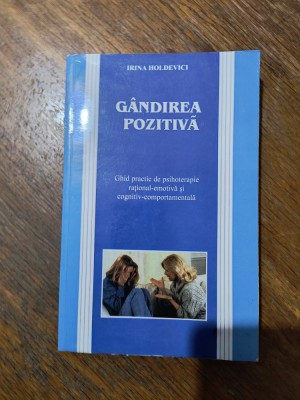 IRINA HOLDEVICI
GÂNDIREA
POZITIVĂ
Ghid practic de psihoterapie
raţional-emotivă şi
cognitiv-comportamentală